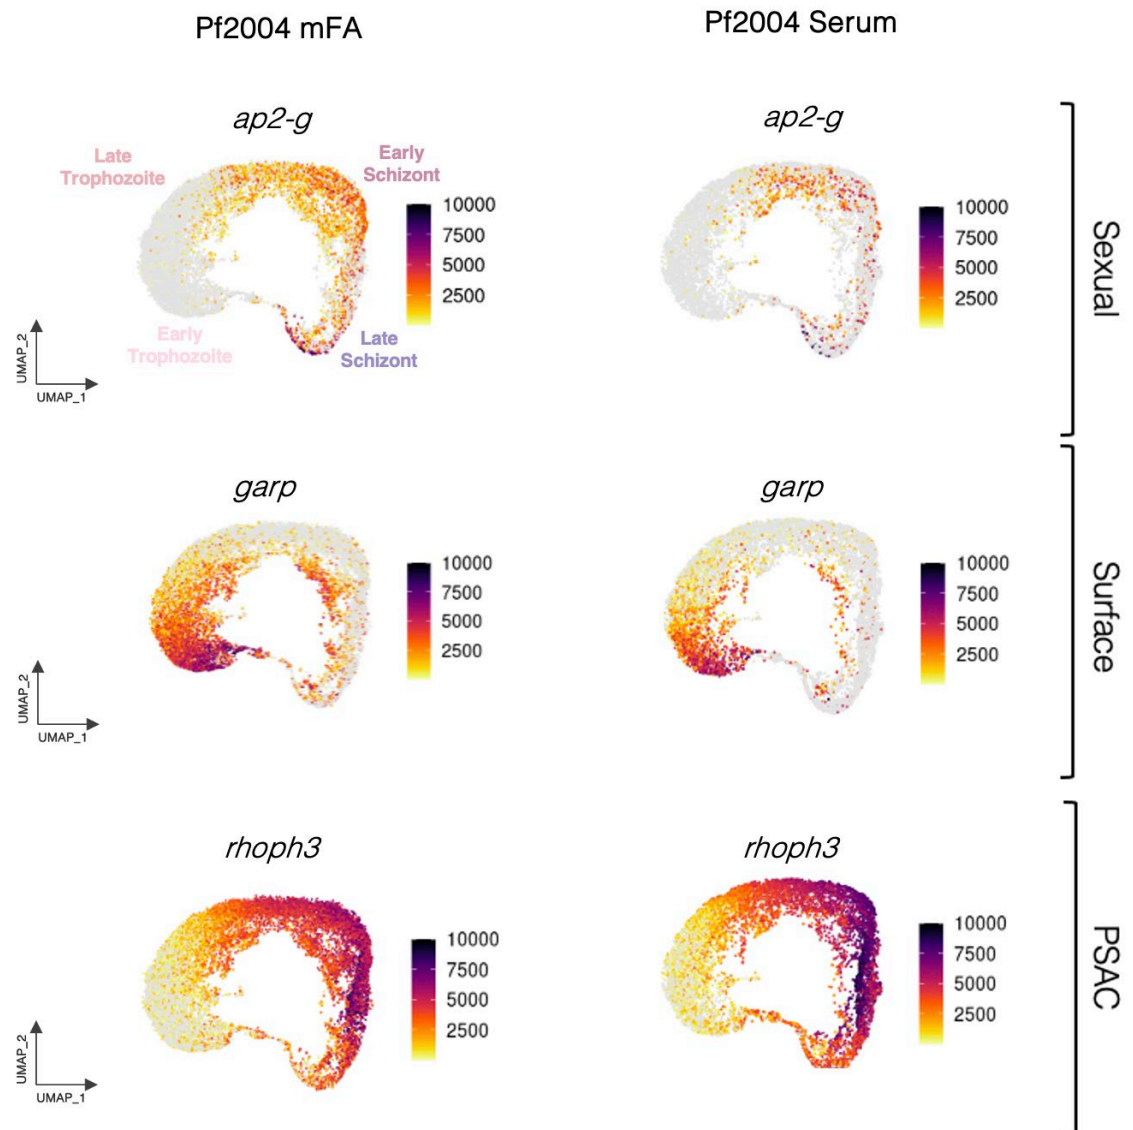 Pf2004 mFA
Pf2004 Serum
ap2-g
ap2-g
Late
Trophozoite
Early
Schizont
10000
7500
5000
2500
10000
7500
5000
2500
Sexual
Early
Trophozoite
Late
Schizont
UMAP_2
UMAP_1
garp
garp
10000
7500
5000
2500
10000
7500
5000
2500
Surface
UMAP_2
UMAP_1
rhoph3
rhoph3
10000
7500
5000
2500
10000
7500
5000
2500
PSAC
UMAP_2
UMAP_1